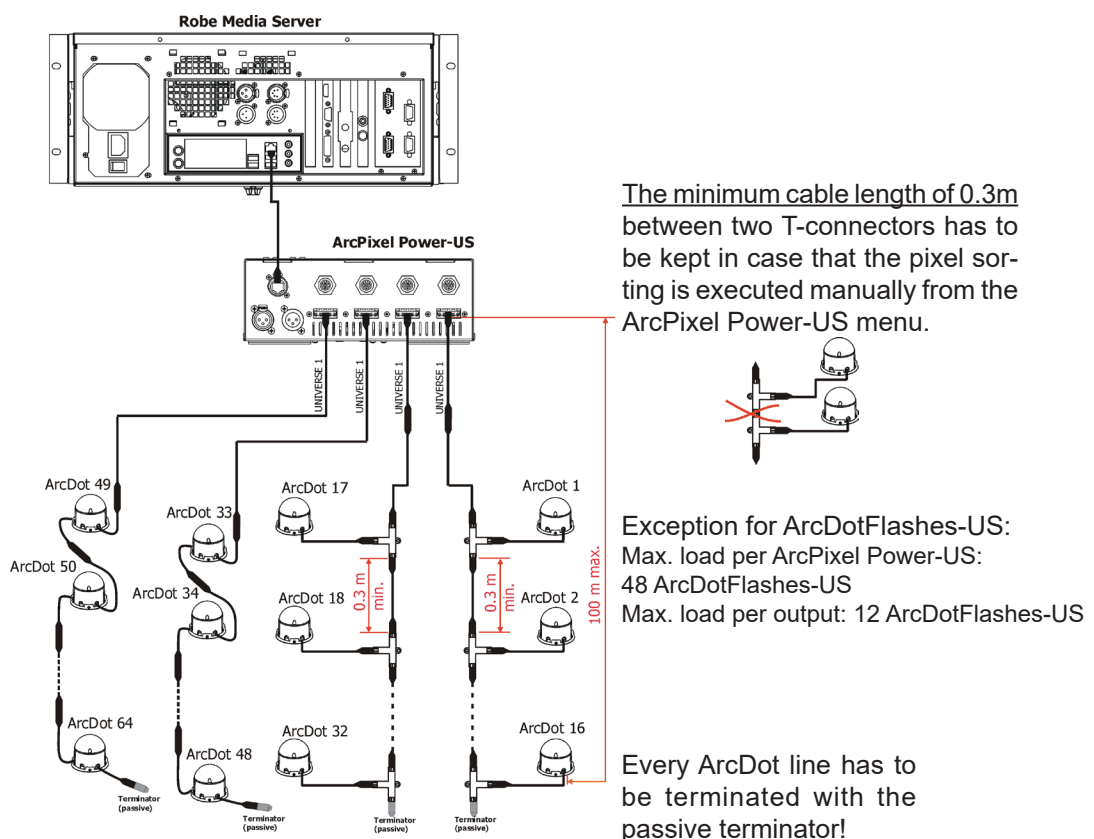 Robe Media Server
ArcPixel Power-US
The minimum cable length of 0.3m
between two T-connectors has to
be kept in case that the pixel sor-
ting is executed manually from the
ArcPixel Power-US menu.
UNIVERSE 1
UNIVERSE 1
UNIVERSE 1
UNIVERSE 1
ArcDot 49
ArcDot 33
ArcDot 17
ArcDot 1
ArcDot 50
ArcDot 34
ArcDot 18
ArcDot 2
0.3 m
min.
0.3 m
min.
100 m max.
Exception for ArcDotFlashes-US:
Max. load per ArcPixel Power-US:
48 ArcDotFlashes-US
Max. load per output: 12 ArcDotFlashes-US
ArcDot 64
ArcDot 48
ArcDot 32
ArcDot 16
Terminator
(passive)
Terminator
(passive)
Terminator
(passive)
Terminator
(passive)
Every ArcDot line has to
be terminated with the
passive terminator!